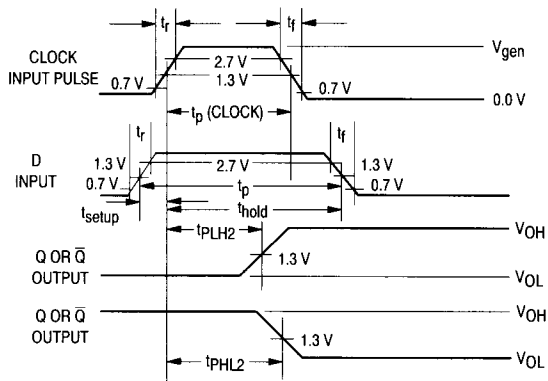 tr
tf
CLOCK
INPUT PULSE
Vgen
2.7 V
1.3 V
0.7 V
0.7 V
0.0 V
tp (CLOCK)
tr
tf
D
INPUT
1.3 V
0.7 V
2.7 V
1.3 V
0.7 V
tp
tsetup
thold
tPLH2
VOH
Q OR Q̅
OUTPUT
1.3 V
VOL
Q OR Q̅
OUTPUT
VOH
1.3 V
tPHL2
VOL